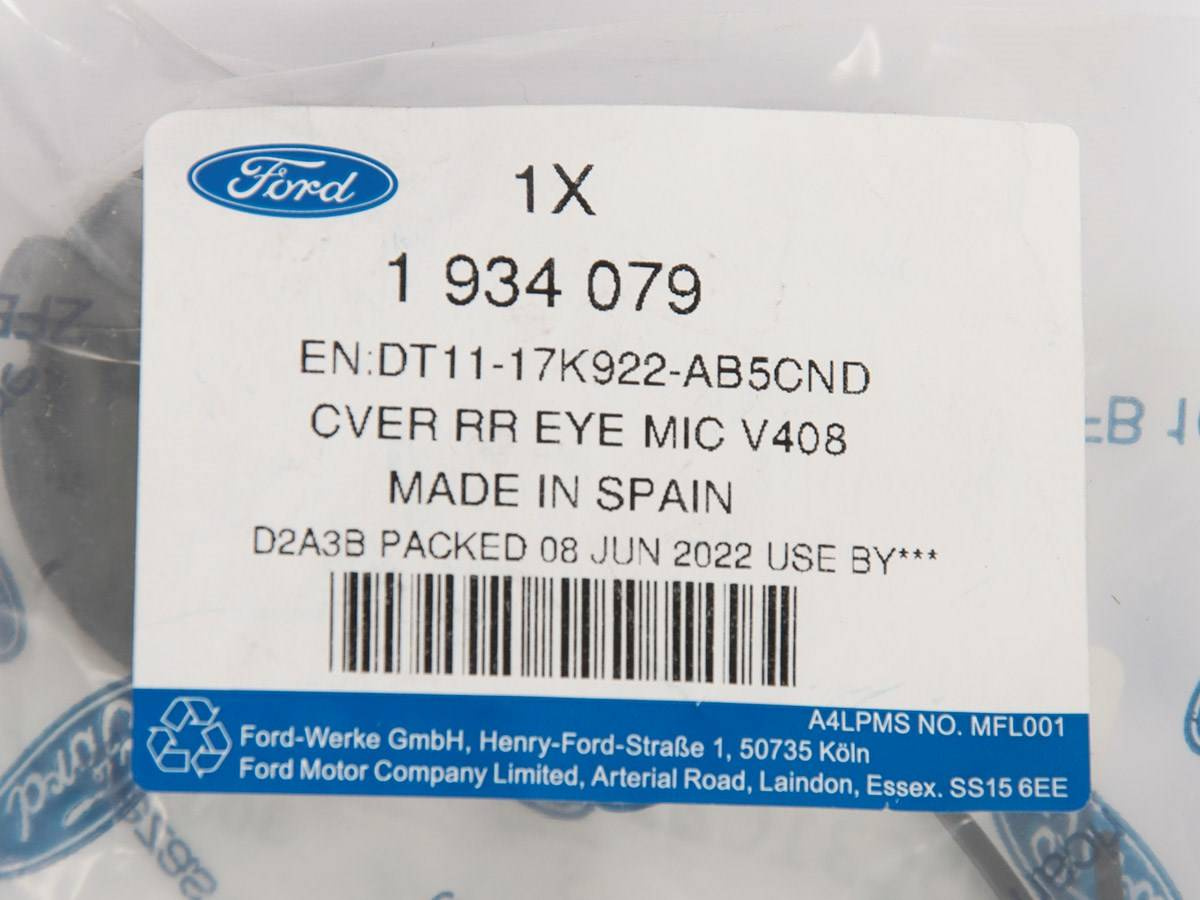 Ford
1X
1 934 079
EN:DT11-17K922-AB5CND
CVER RR EYE MIC V408
MADE IN SPAIN
D2A3B PACKED 08 JUN 2022 USE BY***
A4LPMS NO. MFL001
Ford-Werke GmbH, Henry-Ford-Straße 1, 50735 Köln
Ford Motor Company Limited, Arterial Road, Laindon, Essex. SS15 6EE
Ford